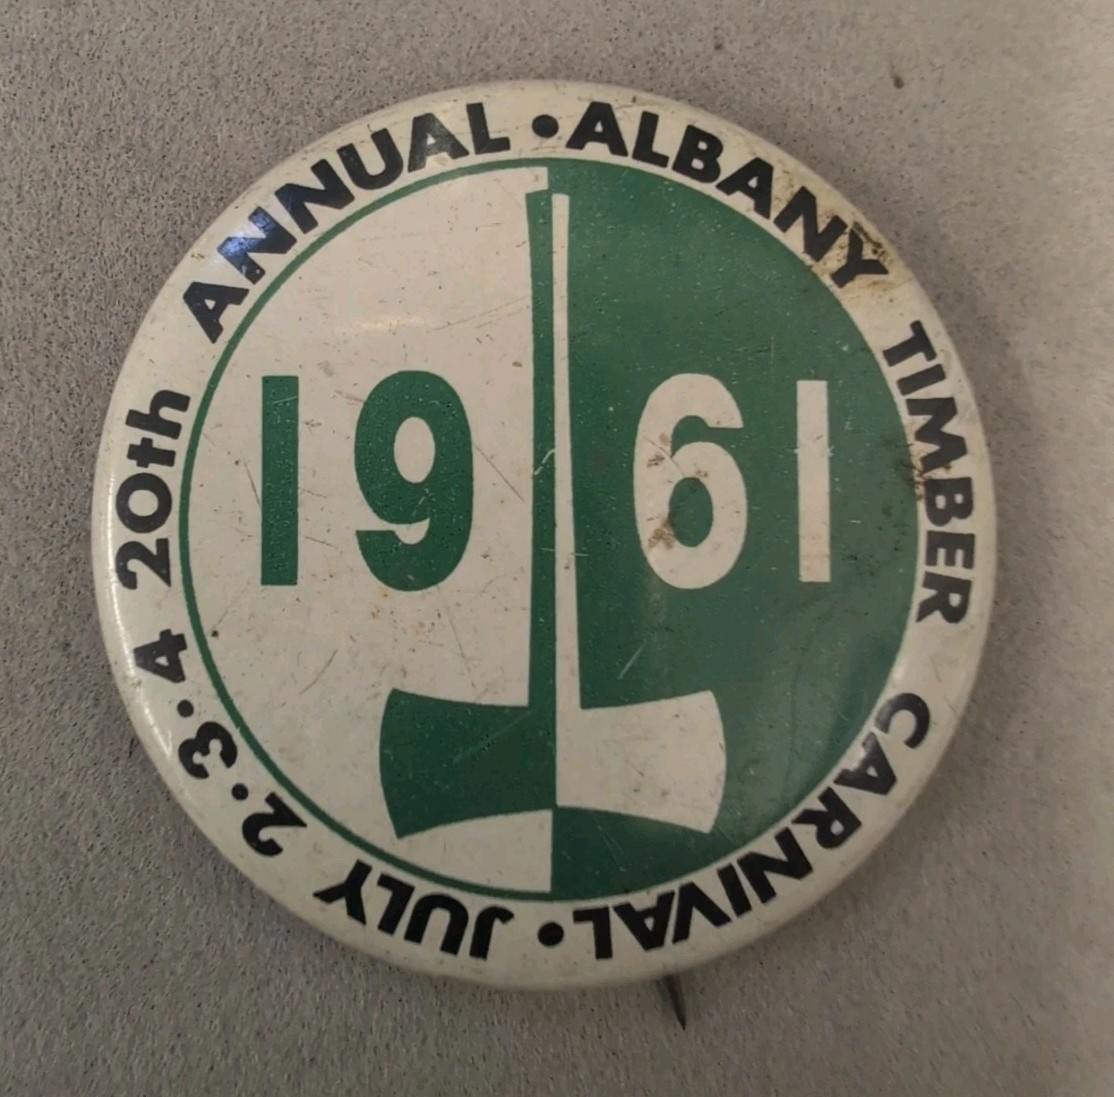 20th ANNUAL • ALBANY TIMBER CARNIVAL • JULY 2 • 3 • 4
1961